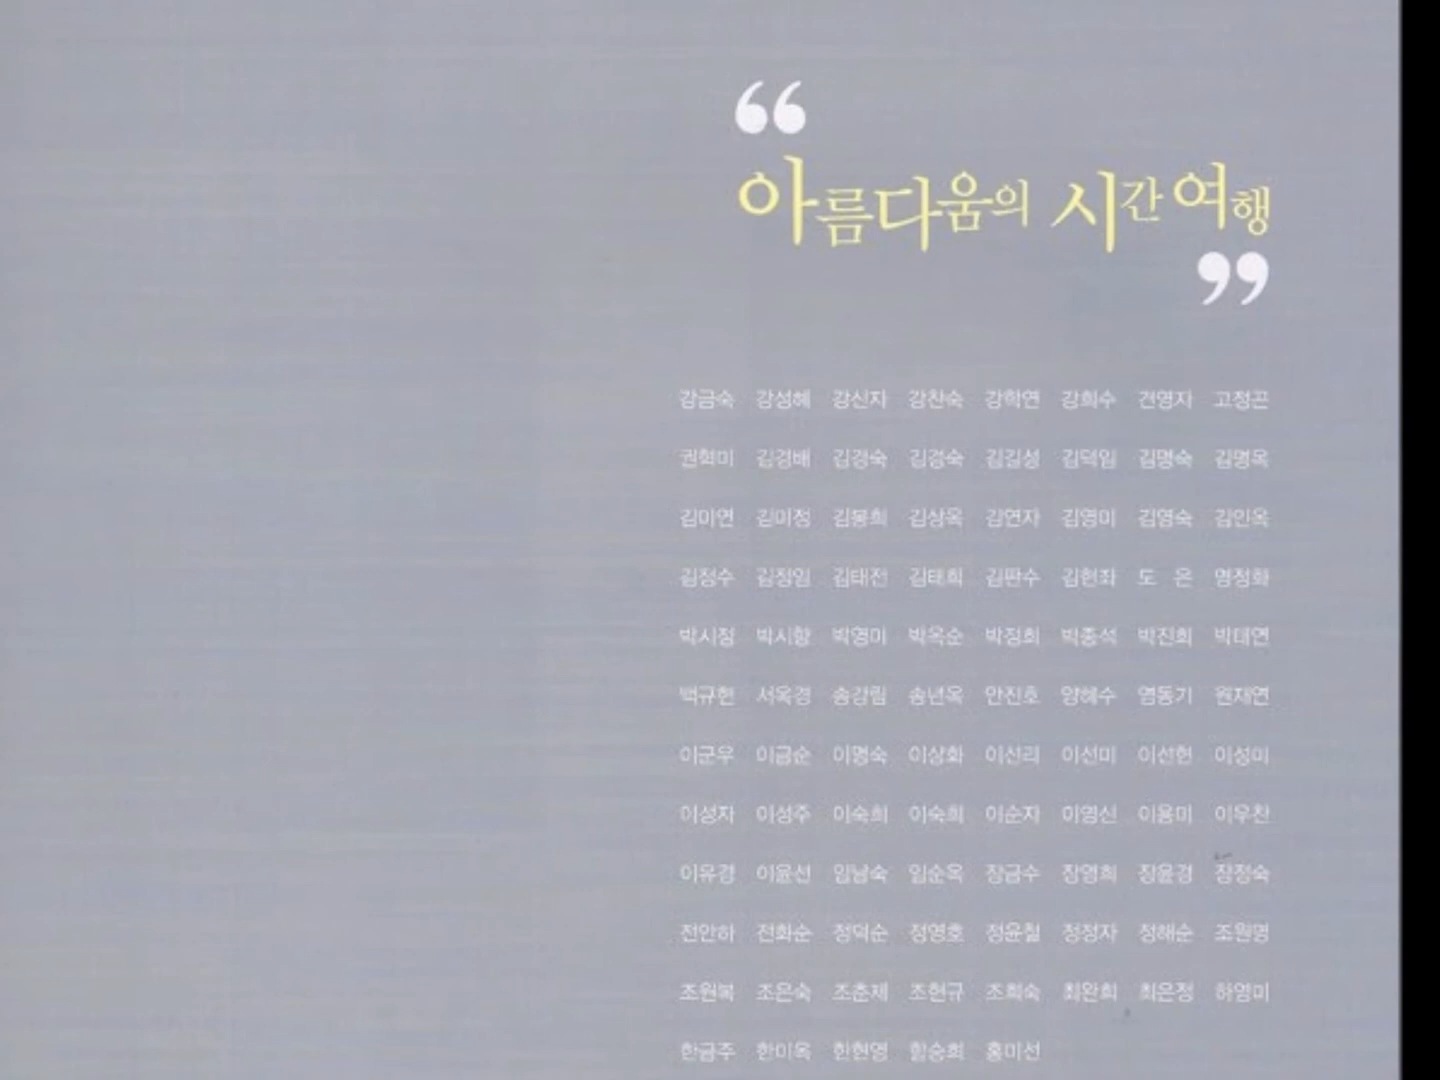 “
아름다움의 시간 여행
”
강금숙 강성혜 강신자 강찬숙 강학연 강희수 견영자 고정곤
권혁미 김경배 김경숙 김경숙 김길성 김덕임 김명숙 김명옥
김미연 김미정 김봉희 김상옥 김연자 김영미 김영숙 김인옥
김정수 김정임 김태전 김태희 김판수 김현좌 도 은 명정화
박시정 박시항 박영미 박옥순 박정희 박종석 박진희 박태연
백규현 서옥경 송강림 송년옥 안진호 양혜수 염동기 원재연
이군우 이금순 이명숙 이상화 이선리 이선미 이선현 이성미
이성자 이성주 이숙희 이숙희 이순자 이영신 이용미 이우찬
이유경 이윤선 임남숙 임순옥 장금수 장영희 장윤경 장정숙
전안하 전화순 정덕순 정영호 정윤철 정정자 정해순 조원명
조원복 조은숙 조춘제 조현규 조희숙 최완희 최은정 하영미
한금주 한미옥 한현영 함승희 홍미선